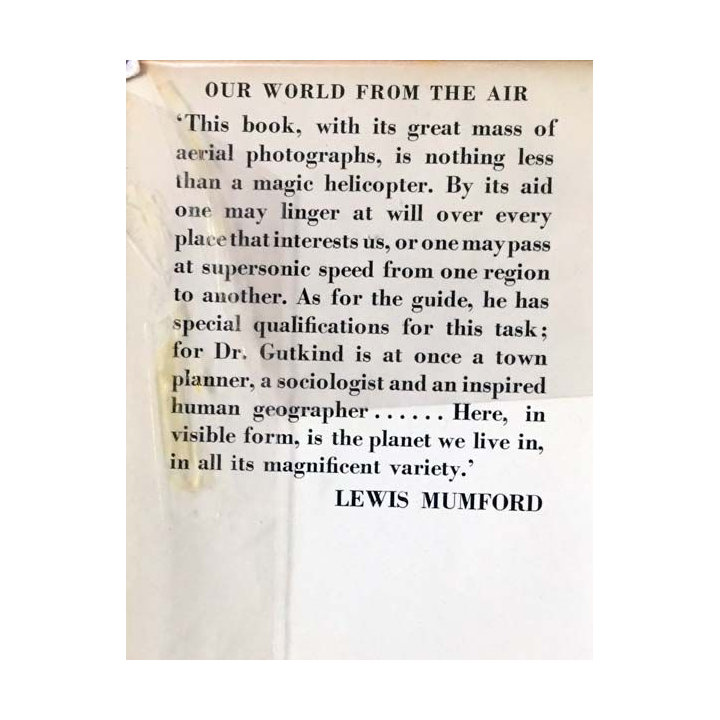 OUR WORLD FROM THE AIR
‘This book, with its great mass of
aerial photographs, is nothing less
than a magic helicopter. By its aid
one may linger at will over every
place that interests us, or one may pass
at supersonic speed from one region
to another. As for the guide, he has
special qualifications for this task;
for Dr. Gutkind is at once a town
planner, a sociologist and an inspired
human geographer ...... Here, in
visible form, is the planet we live in,
in all its magnificent variety.’
LEWIS MUMFORD